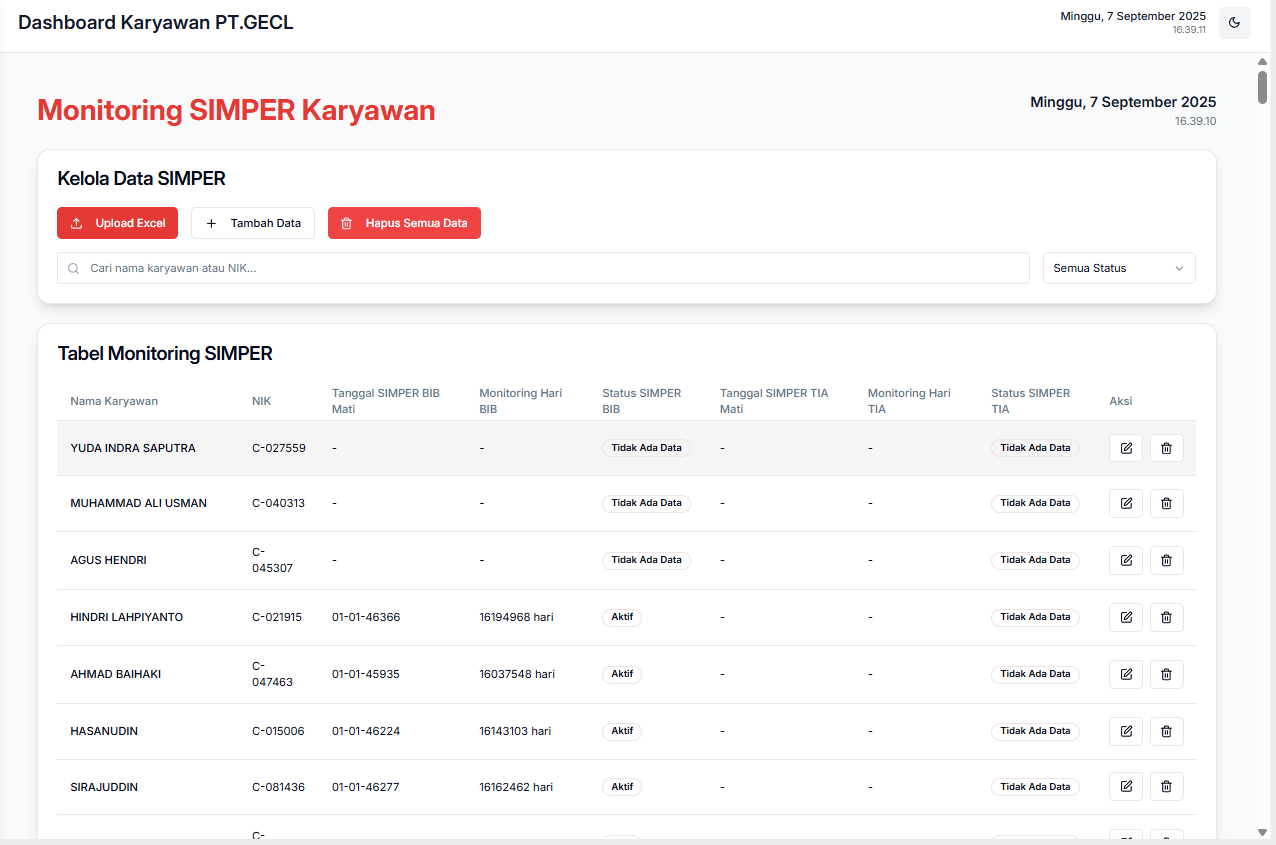 Dashboard Karyawan PT.GECL
Minggu, 7 September 2025
16.39.11
Monitoring SIMPER Karyawan
Minggu, 7 September 2025
16.39.10
Kelola Data SIMPER
Upload Excel
Tambah Data
Hapus Semua Data
Cari nama karyawan atau NIK...
Semua Status
Tabel Monitoring SIMPER
Nama Karyawan NIK Tanggal SIMPER BIB Mati Monitoring Hari BIB Status SIMPER BIB Tanggal SIMPER TIA Mati Monitoring Hari TIA Status SIMPER TIA Aksi
YUDA INDRA SAPUTRA C-027559 - - Tidak Ada Data - - Tidak Ada Data
MUHAMMAD ALI USMAN C-040313 - - Tidak Ada Data - - Tidak Ada Data
AGUS HENDRI C-045307 - - Tidak Ada Data - - Tidak Ada Data
HINDRI LAHPIYANTO C-021915 01-01-46366 16194968 hari Aktif - - Tidak Ada Data
AHMAD BAIHAKI C-047463 01-01-45935 16037548 hari Aktif - - Tidak Ada Data
HASANUDIN C-015006 01-01-46224 16143103 hari Aktif - - Tidak Ada Data
SIRAJUDDIN C-081436 01-01-46277 16162462 hari Aktif - - Tidak Ada Data
C-